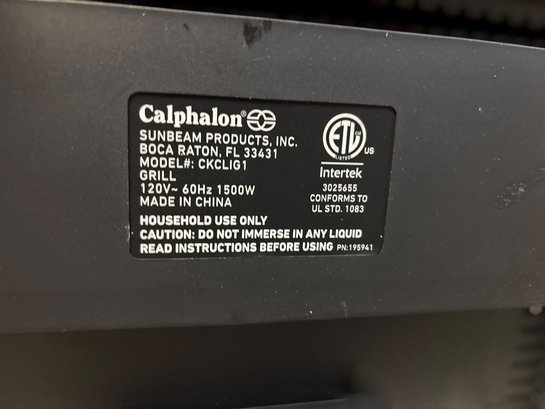 Calphalon®
SUNBEAM PRODUCTS, INC.
BOCA RATON, FL 33431
MODEL#: CKCLIG1
GRILL
120V~ 60Hz 1500W
MADE IN CHINA
HOUSEHOLD USE ONLY
CAUTION: DO NOT IMMERSE IN ANY LIQUID
READ INSTRUCTIONS BEFORE USING PN:195941
ETL CM
LISTED US
Intertek
3025655
CONFORMS TO
UL STD. 1083